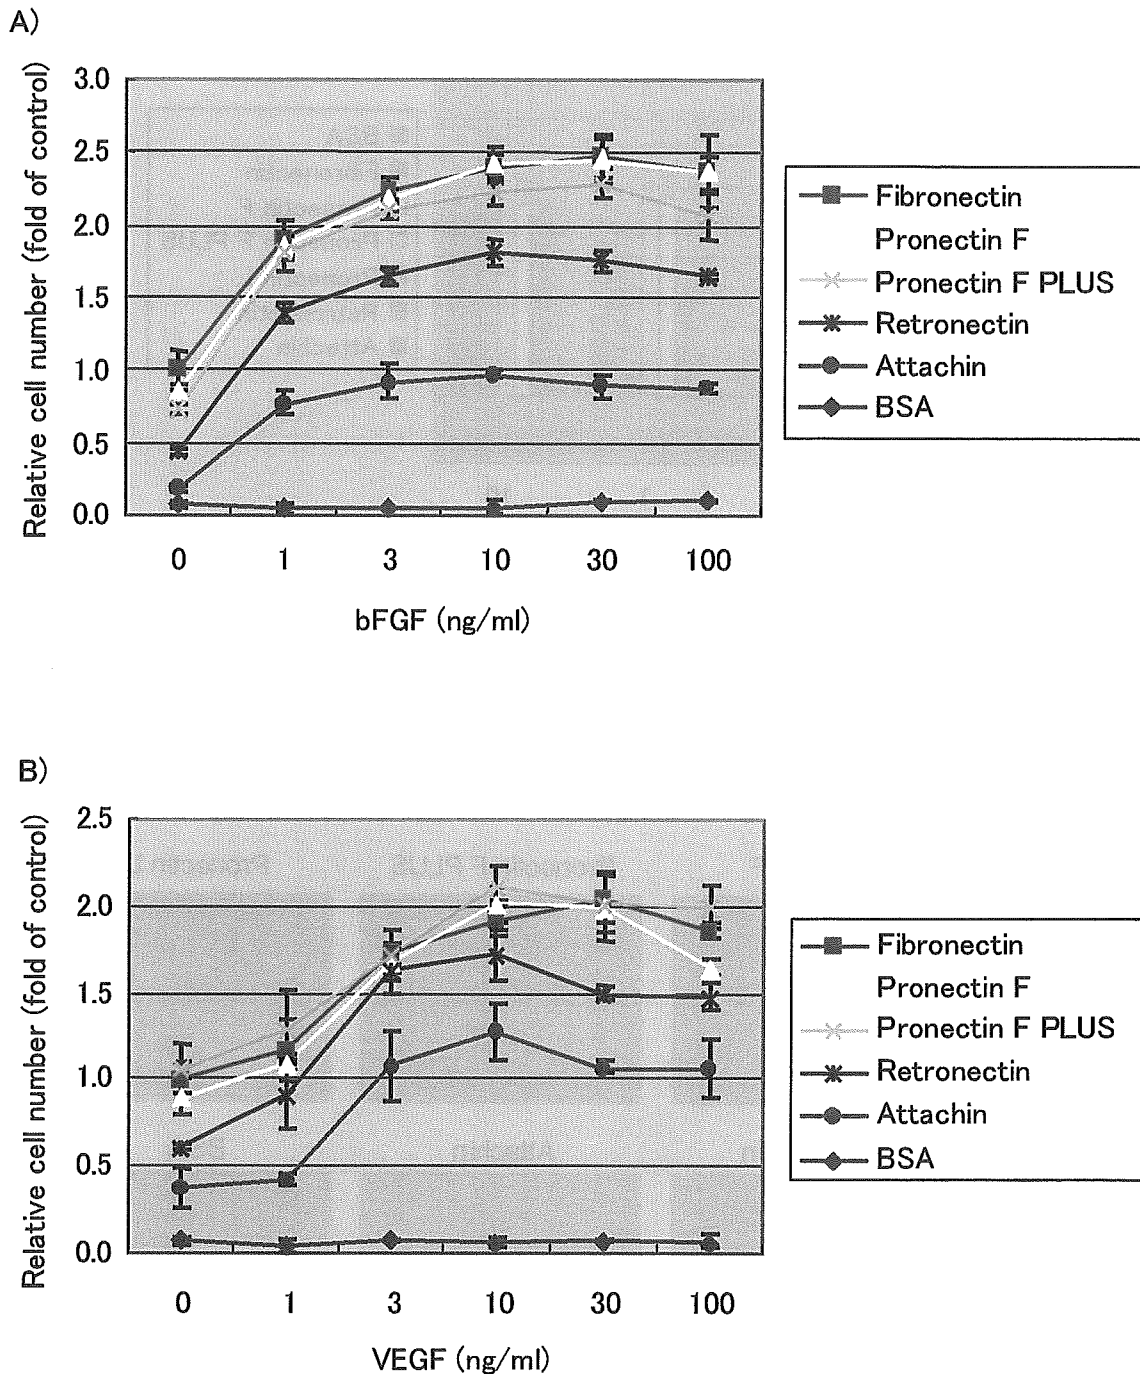 A)
Relative cell number (fold of control)
3.0
2.5
2.0
1.5
1.0
0.5
0.0
0 1 3 10 30 100
bFGF (ng/ml)
Fibronectin
Pronectin F
Pronectin F PLUS
Retronectin
Attachin
BSA
B)
Relative cell number (fold of control)
2.5
2.0
1.5
1.0
0.5
0.0
0 1 3 10 30 100
VEGF (ng/ml)
Fibronectin
Pronectin F
Pronectin F PLUS
Retronectin
Attachin
BSA